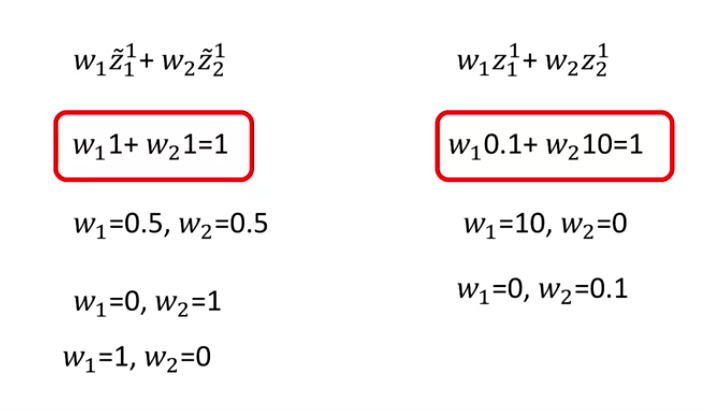 w₁z̃₁¹+ w₂z̃₂¹
w₁1+ w₂1=1
w₁=0.5, w₂=0.5
w₁=0, w₂=1
w₁=1, w₂=0
w₁z₁¹+ w₂z₂¹
w₁0.1+ w₂10=1
w₁=10, w₂=0
w₁=0, w₂=0.1